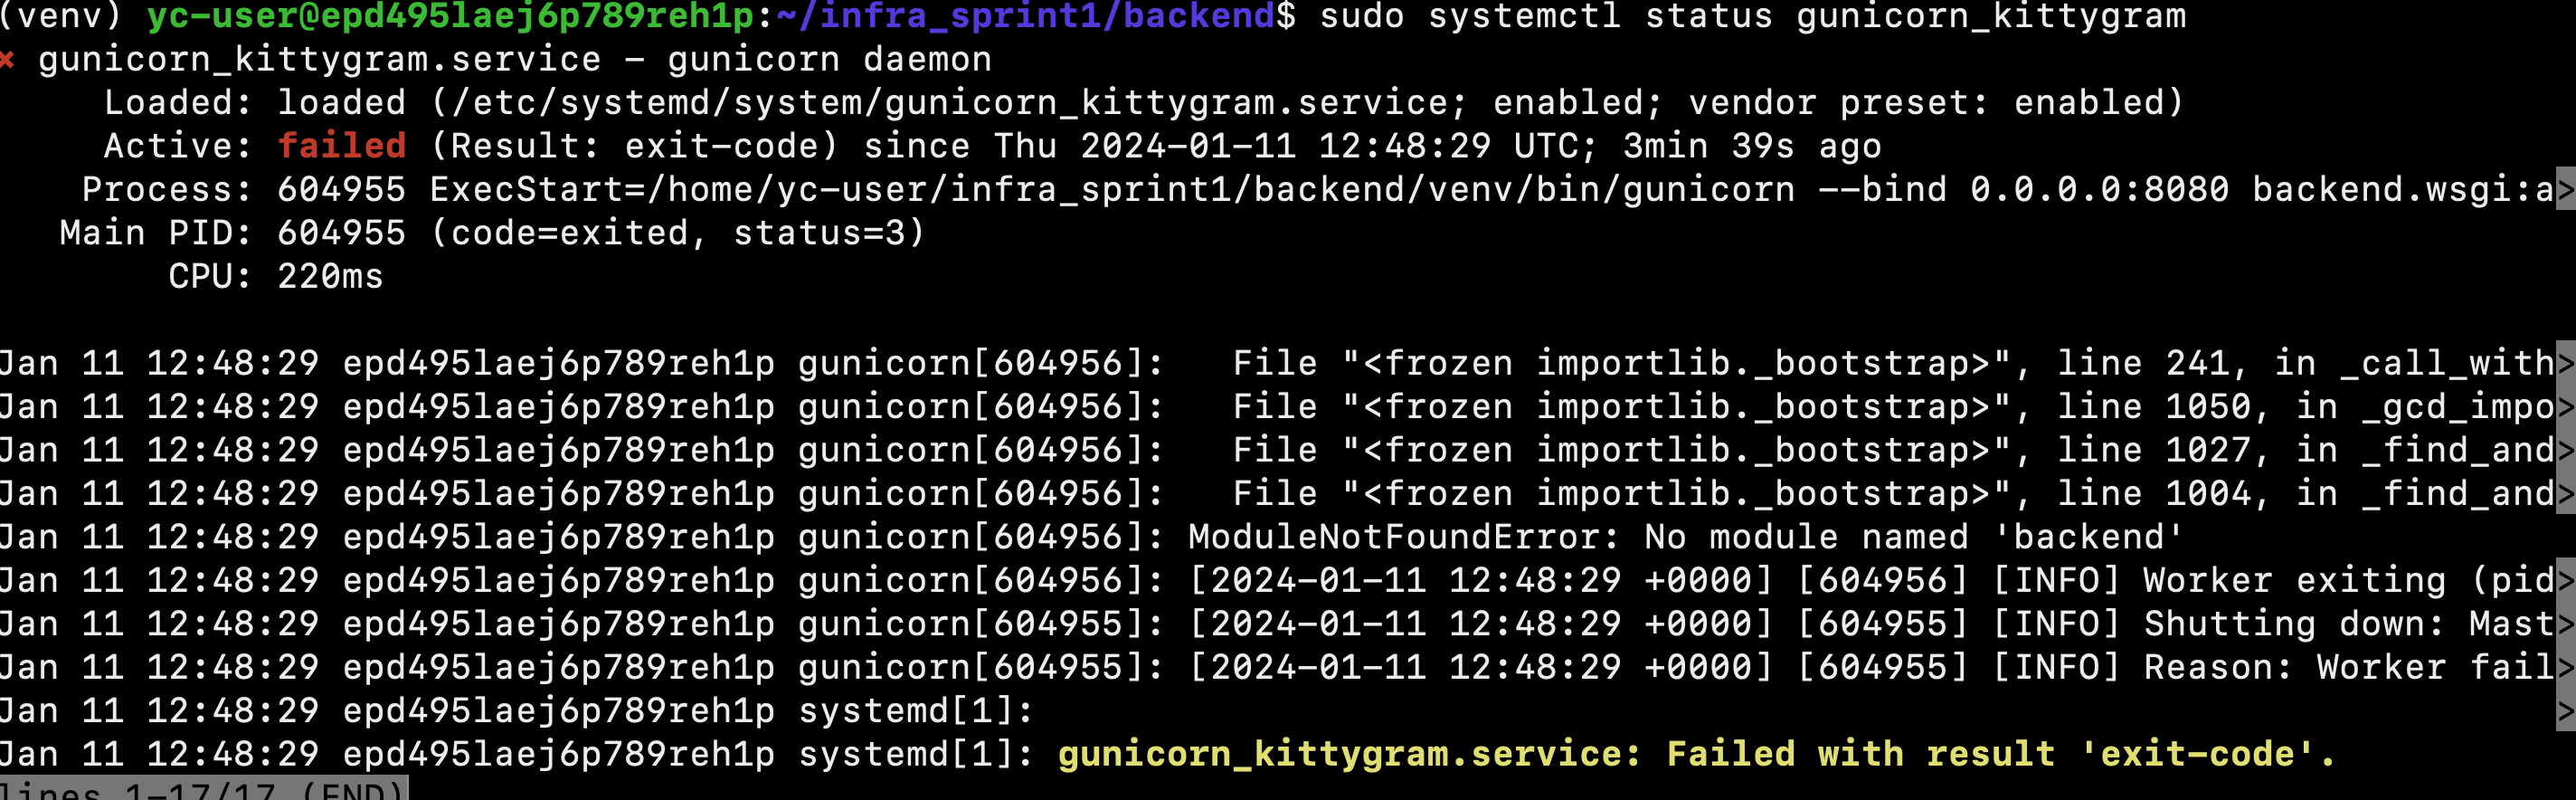 (venv) yc-user@epd495laej6p789reh1p:~/infra_sprint1/backend$ sudo systemctl status gunicorn_kittygram
× gunicorn_kittygram.service - gunicorn daemon
Loaded: loaded (/etc/systemd/system/gunicorn_kittygram.service; enabled; vendor preset: enabled)
Active: failed (Result: exit-code) since Thu 2024-01-11 12:48:29 UTC; 3min 39s ago
Process: 604955 ExecStart=/home/yc-user/infra_sprint1/backend/venv/bin/gunicorn --bind 0.0.0.0:8080 backend.wsgi:a>
Main PID: 604955 (code=exited, status=3)
CPU: 220ms
Jan 11 12:48:29 epd495laej6p789reh1p gunicorn[604956]:   File "<frozen importlib._bootstrap>", line 241, in _call_with>
Jan 11 12:48:29 epd495laej6p789reh1p gunicorn[604956]:   File "<frozen importlib._bootstrap>", line 1050, in _gcd_impo>
Jan 11 12:48:29 epd495laej6p789reh1p gunicorn[604956]:   File "<frozen importlib._bootstrap>", line 1027, in _find_and>
Jan 11 12:48:29 epd495laej6p789reh1p gunicorn[604956]:   File "<frozen importlib._bootstrap>", line 1004, in _find_and>
Jan 11 12:48:29 epd495laej6p789reh1p gunicorn[604956]: ModuleNotFoundError: No module named 'backend'
Jan 11 12:48:29 epd495laej6p789reh1p gunicorn[604956]: [2024-01-11 12:48:29 +0000] [604956] [INFO] Worker exiting (pid>
Jan 11 12:48:29 epd495laej6p789reh1p gunicorn[604955]: [2024-01-11 12:48:29 +0000] [604955] [INFO] Shutting down: Mast>
Jan 11 12:48:29 epd495laej6p789reh1p gunicorn[604955]: [2024-01-11 12:48:29 +0000] [604955] [INFO] Reason: Worker fail>
Jan 11 12:48:29 epd495laej6p789reh1p systemd[1]: >
Jan 11 12:48:29 epd495laej6p789reh1p systemd[1]: gunicorn_kittygram.service: Failed with result 'exit-code'.
lines 1-17/17 (END)